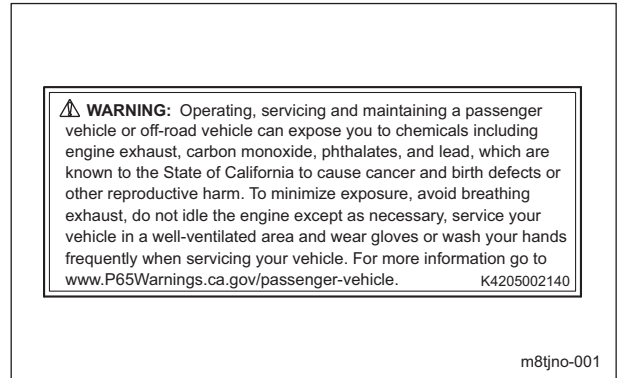 ⚠ WARNING: Operating, servicing and maintaining a passenger
vehicle or off-road vehicle can expose you to chemicals including
engine exhaust, carbon monoxide, phthalates, and lead, which are
known to the State of California to cause cancer and birth defects or
other reproductive harm. To minimize exposure, avoid breathing
exhaust, do not idle the engine except as necessary, service your
vehicle in a well-ventilated area and wear gloves or wash your hands
frequently when servicing your vehicle. For more information go to
www.P65Warnings.ca.gov/passenger-vehicle. K4205002140
m8tjno-001